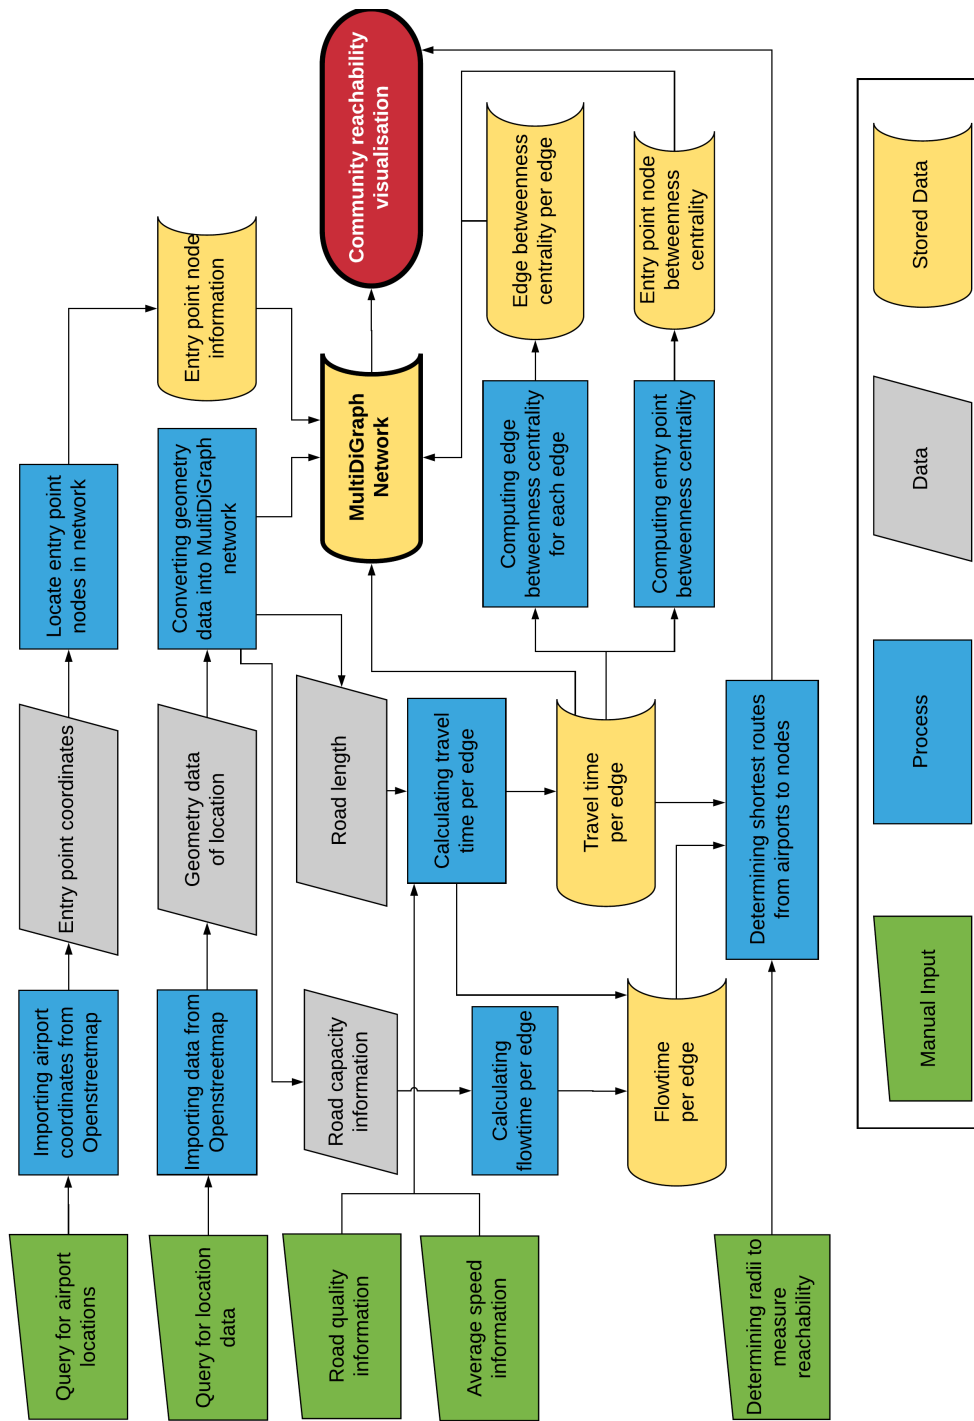 Query for airport
locations
Importing airport
coordinates from
Openstreetmap
Entry point coordinates
Locate entry point
nodes in network
Entry point node
information
Query for location
data
Importing data from
Openstreetmap
Geometry data
of location
Converting geometry
data into MultiDiGraph
network
Road quality
information
Road capacity
information
Road length
MultiDiGraph
Network
Community reachability
visualisation
Average speed
information
Calculating
flowtime per edge
Calculating travel
time per edge
Computing edge
betweenness centrality
for each edge
Edge betweenness
centrality per edge
Flowtime
per edge
Travel time
per edge
Computing entry point
betweenness centrality
Entry point node
betweenness
centrality
Determining radii to
measure
reachability
Determining shortest routes
from airports to nodes
Manual Input
Process
Data
Stored Data